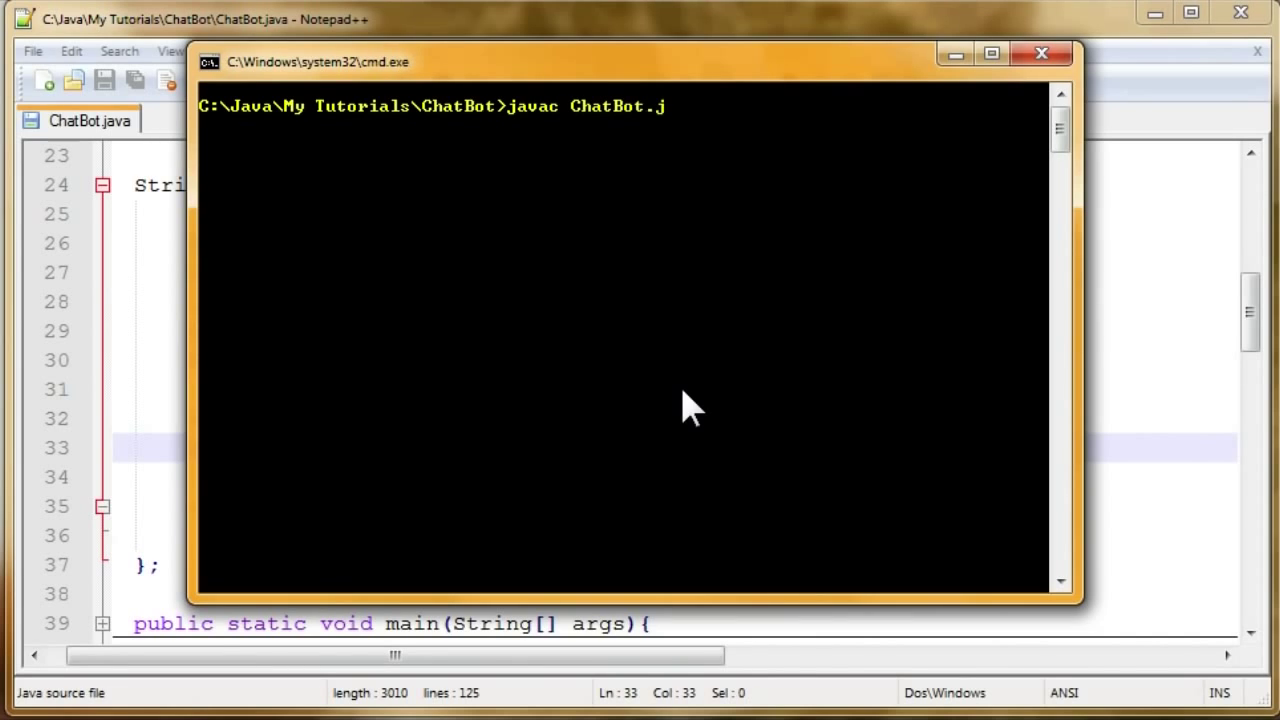 C:\Java\My Tutorials\ChatBot\ChatBot.java - Notepad++
File Edit Search View
X
C:\Windows\system32\cmd.exe
C:\Java\My Tutorials\ChatBot>javac ChatBot.j
ChatBot.java
23
24 Stri
25
26
27
28
29
30
31
32
33
34
35
36
37 };
38
39 public static void main(String[] args){
Java source file length : 3010 lines : 125 Ln : 33 Col : 33 Sel : 0 Dos\Windows ANSI INS